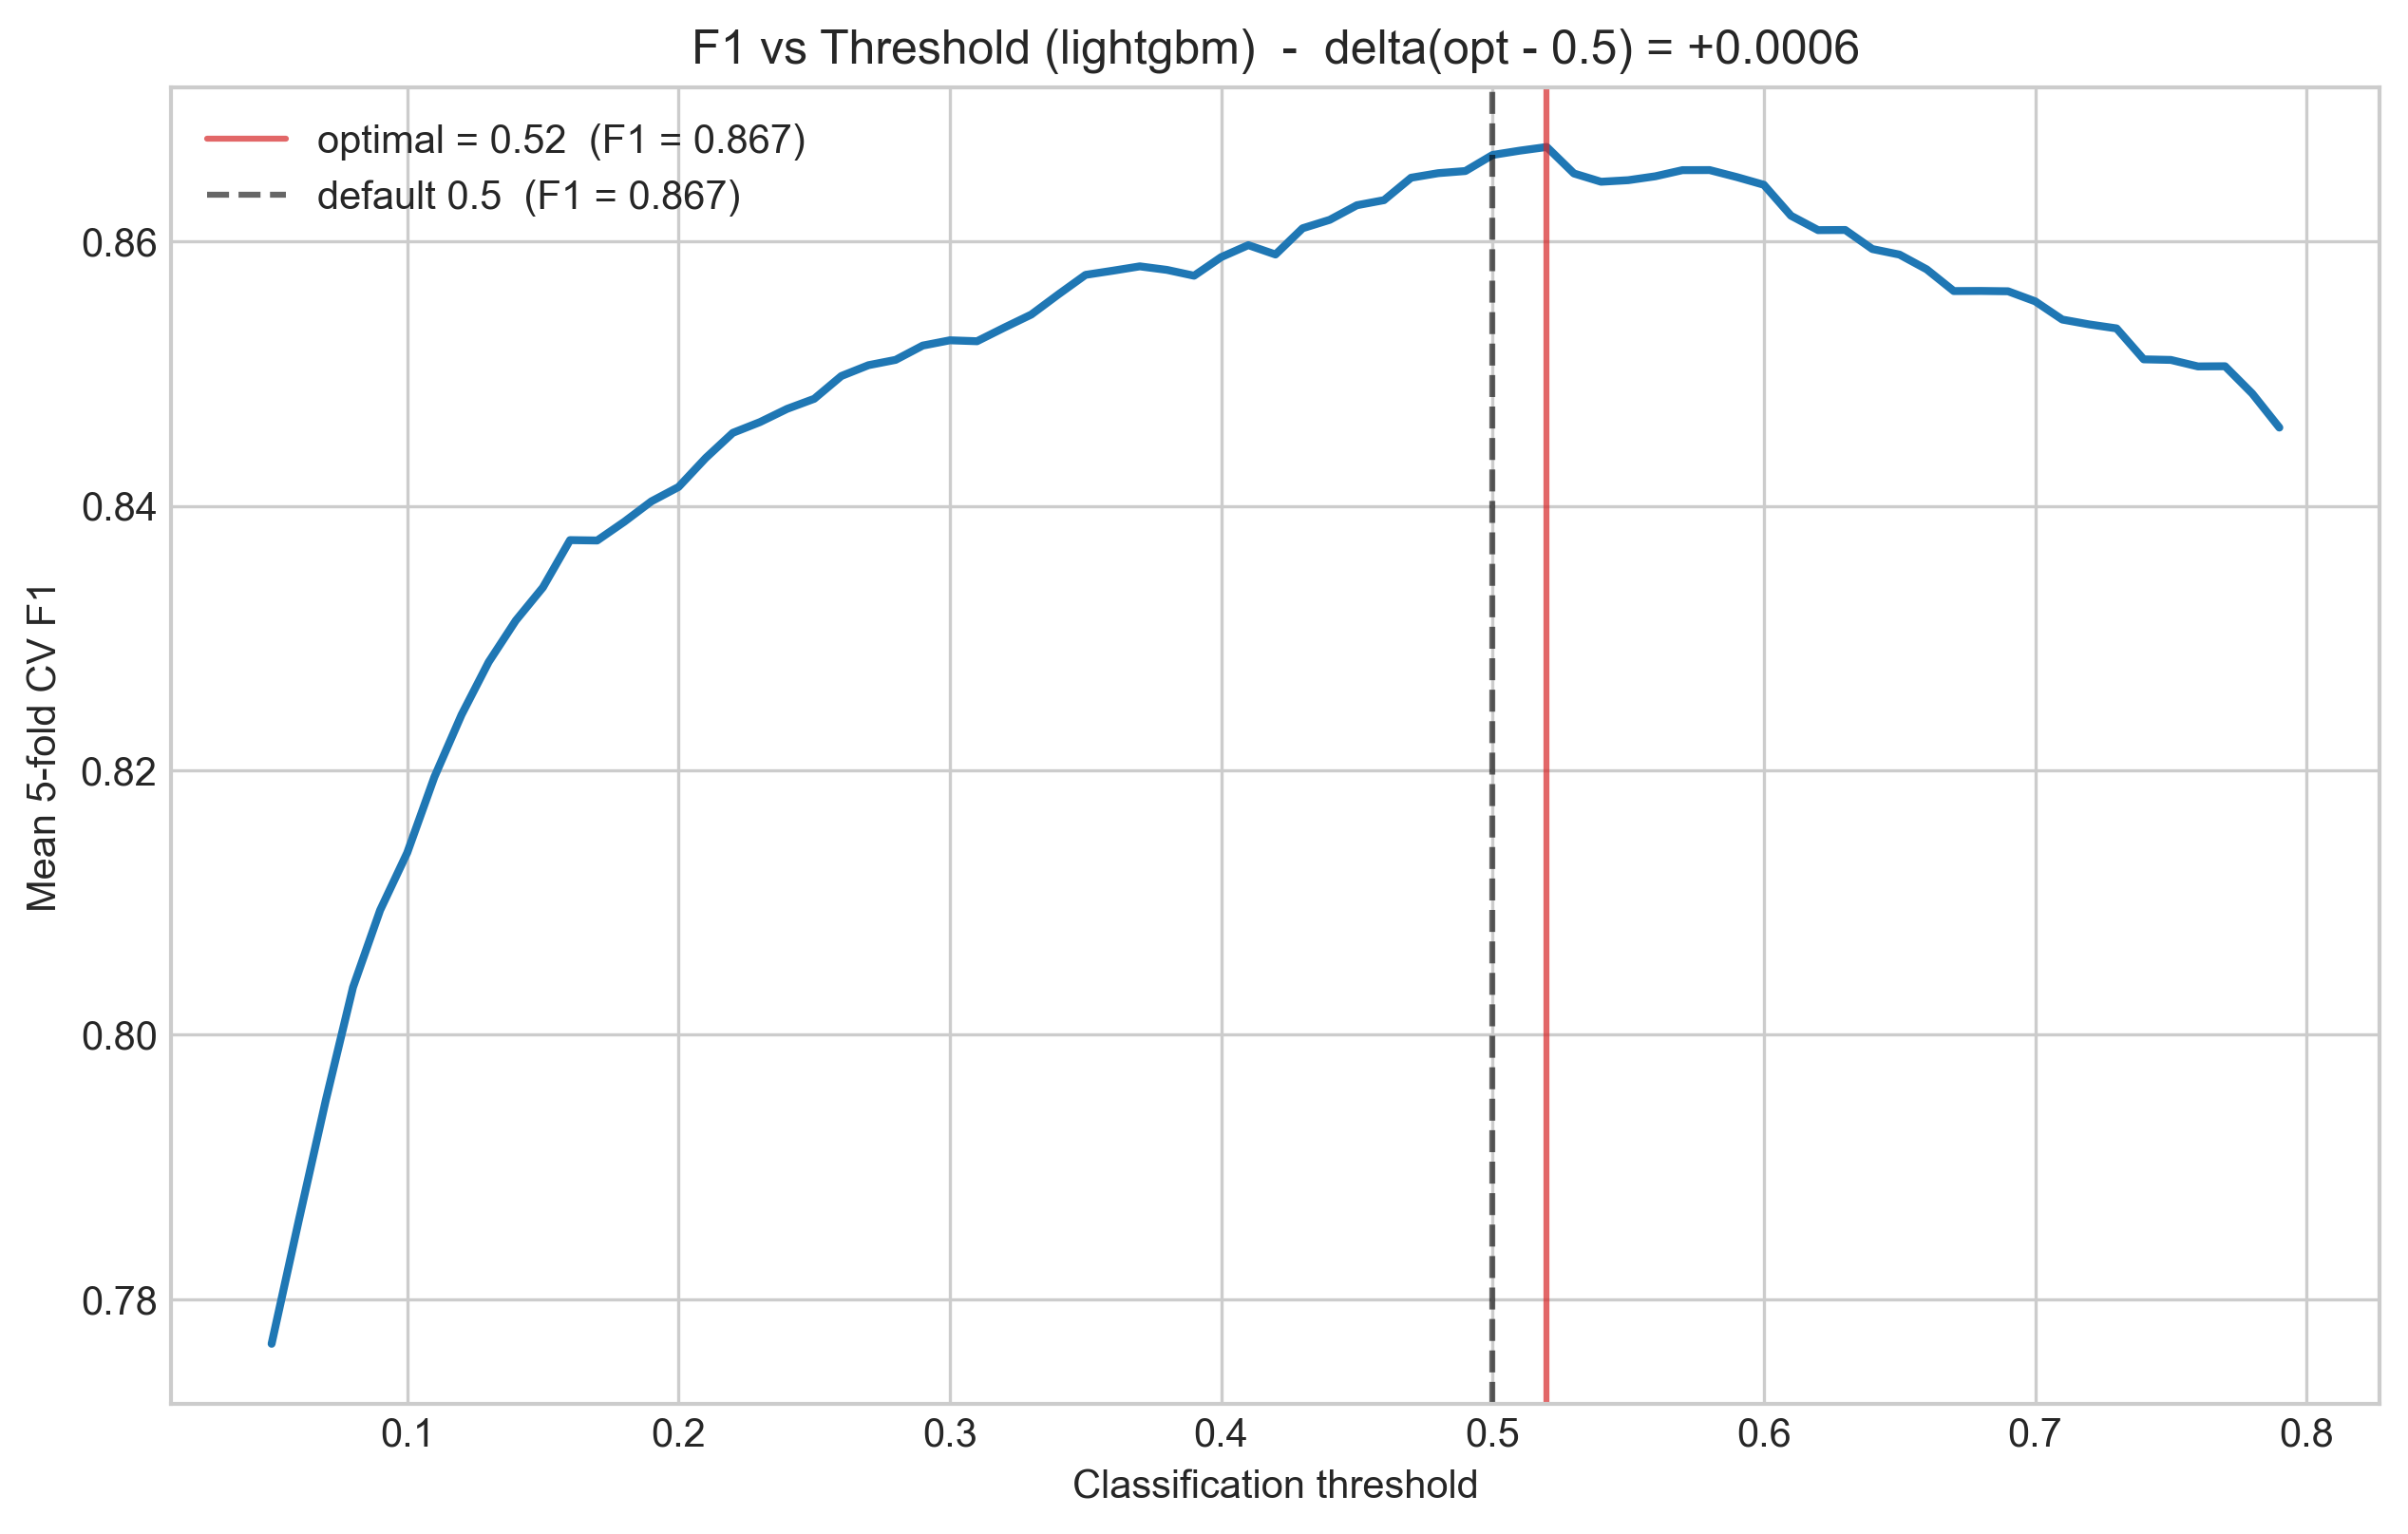 F1 vs Threshold (lightgbm)  -  delta(opt - 0.5) = +0.0006
optimal = 0.52  (F1 = 0.867)
default 0.5  (F1 = 0.867)
0.86
0.84
0.82
0.80
0.78
Mean 5-fold CV F1
0.1 0.2 0.3 0.4 0.5 0.6 0.7 0.8
Classification threshold